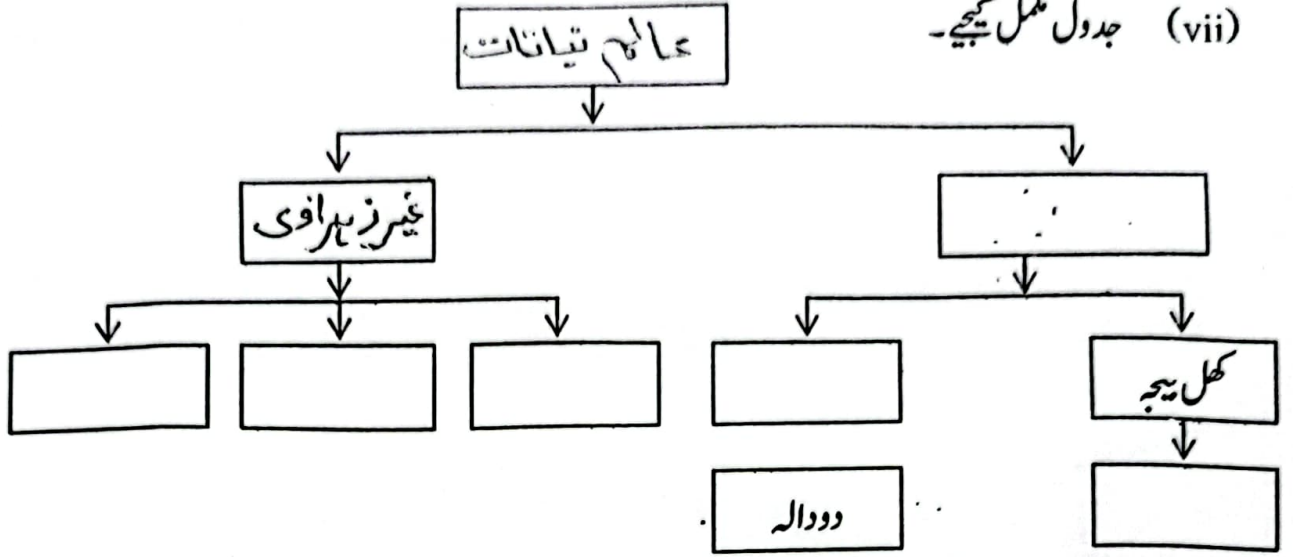 (vii) جدول مکمل کیجیے۔
عالم نباتات
غیر زہراوی
کھل بیجہ
دودالہ